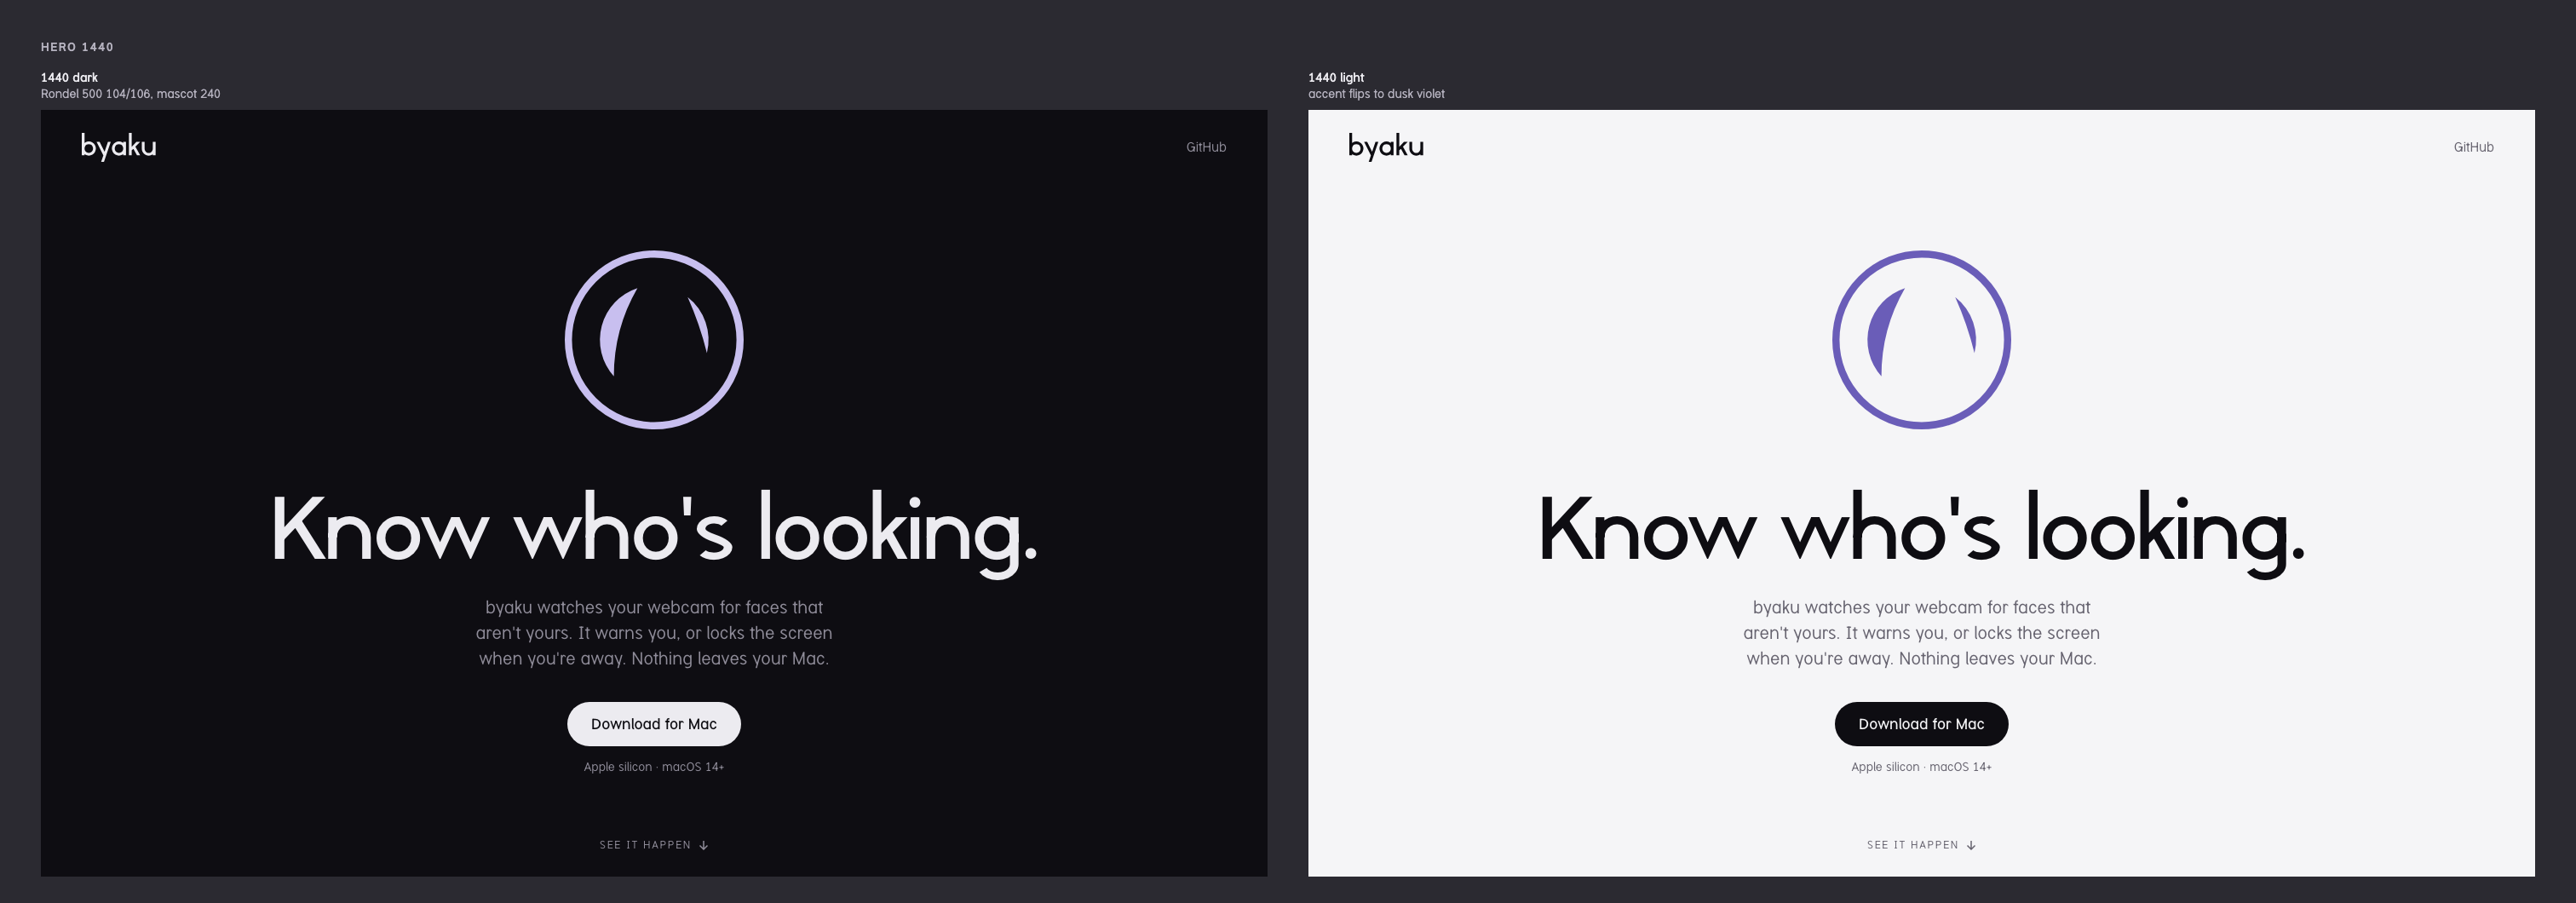 HERO 1440
1440 dark
Rondel 500 104/106, mascot 240
byaku
GitHub
Know who's looking.
byaku watches your webcam for faces that
aren't yours. It warns you, or locks the screen
when you're away. Nothing leaves your Mac.
Download for Mac
Apple silicon · macOS 14+
SEE IT HAPPEN ↓
1440 light
accent flips to dusk violet
byaku
GitHub
Know who's looking.
byaku watches your webcam for faces that
aren't yours. It warns you, or locks the screen
when you're away. Nothing leaves your Mac.
Download for Mac
Apple silicon · macOS 14+
SEE IT HAPPEN ↓